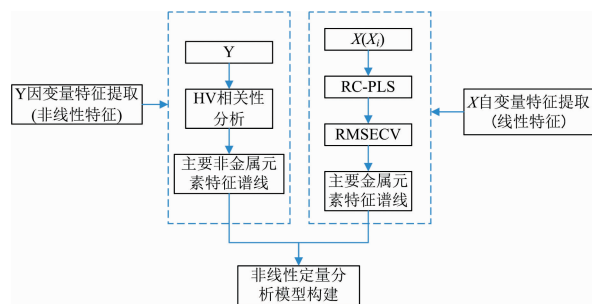 Y因变量特征提取
(非线性特征)
Y
HV相关性
分析
主要非金属元
素特征谱线
X(Xi)
RC-PLS
RMSECV
主要金属元
素特征谱线
X自变量特征提取
(线性特征)
非线性定量分
析模型构建